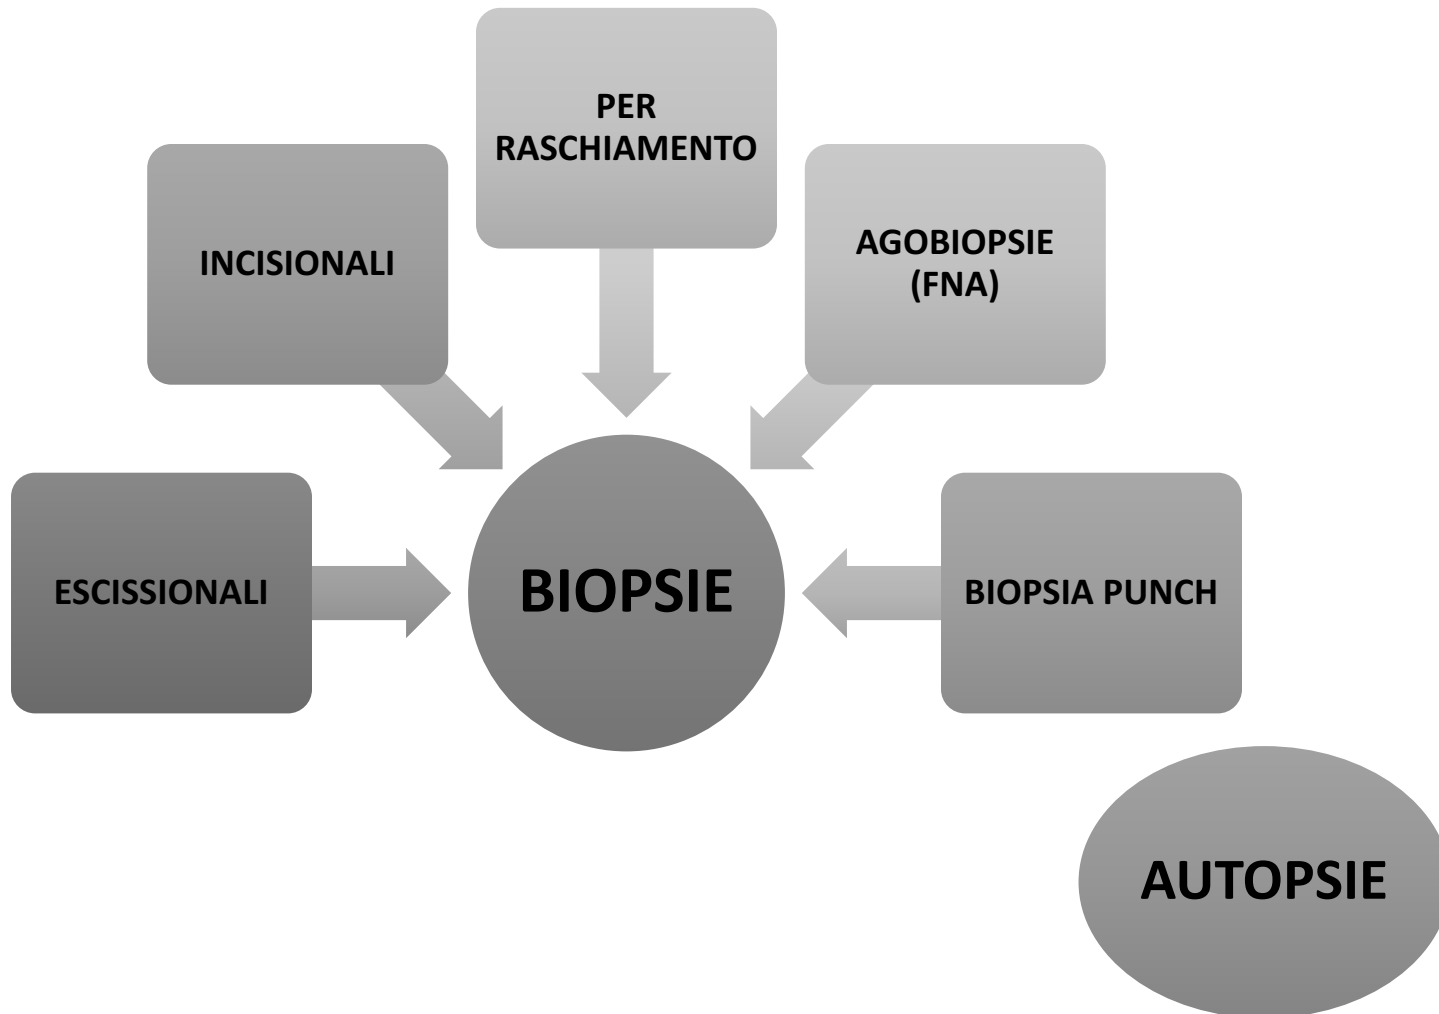 PER
RASCHIAMENTO
INCISIONALI
AGOBIOPSIE
(FNA)
ESCISSIONALI
BIOPSIE
BIOPSIA PUNCH
AUTOPSIE